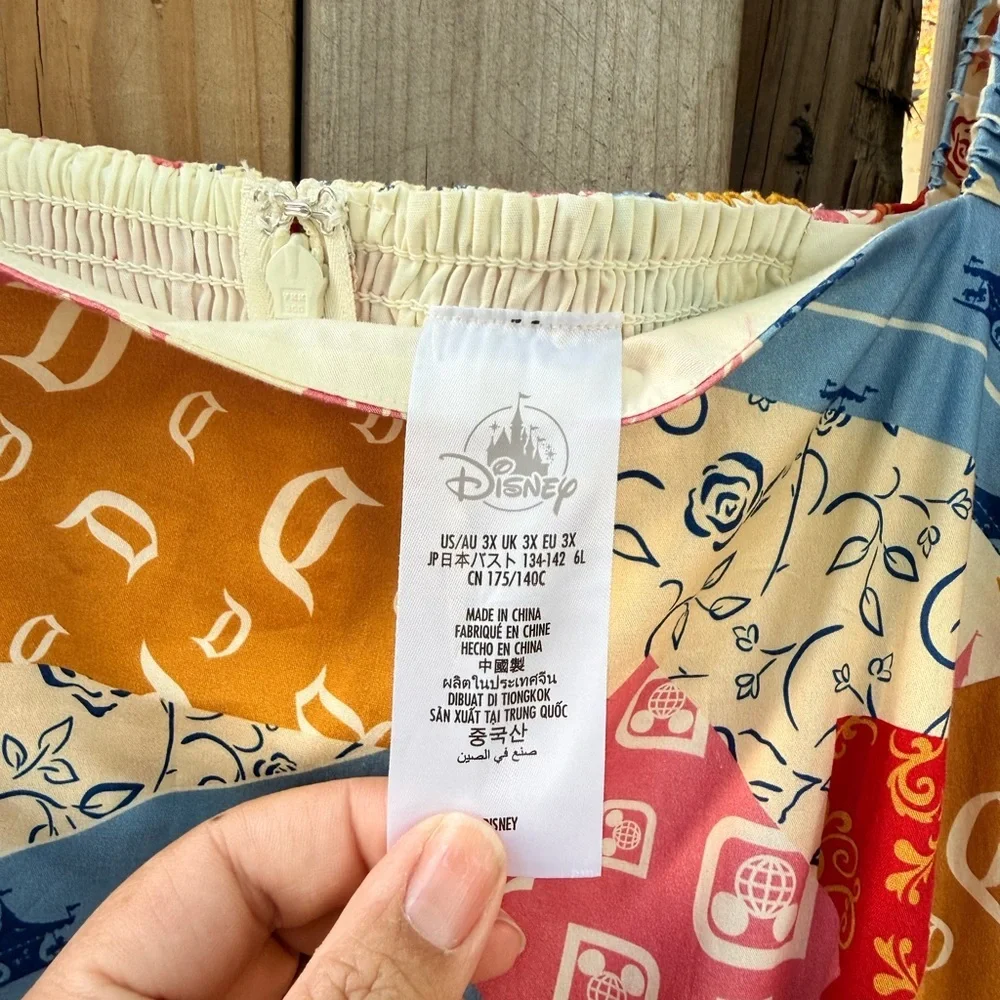 Disney
US/AU 3X UK 3X EU 3X
JP日本バスト 134-142 6L
CN 175/140C
MADE IN CHINA
FABRIQUÉ EN CHINE
HECHO EN CHINA
中國製
ผลิตในประเทศจีน
DIBUAT DI TIONGKOK
SẢN XUẤT TẠI TRUNG QUỐC
중국산
صنع في الصين
DISNEY